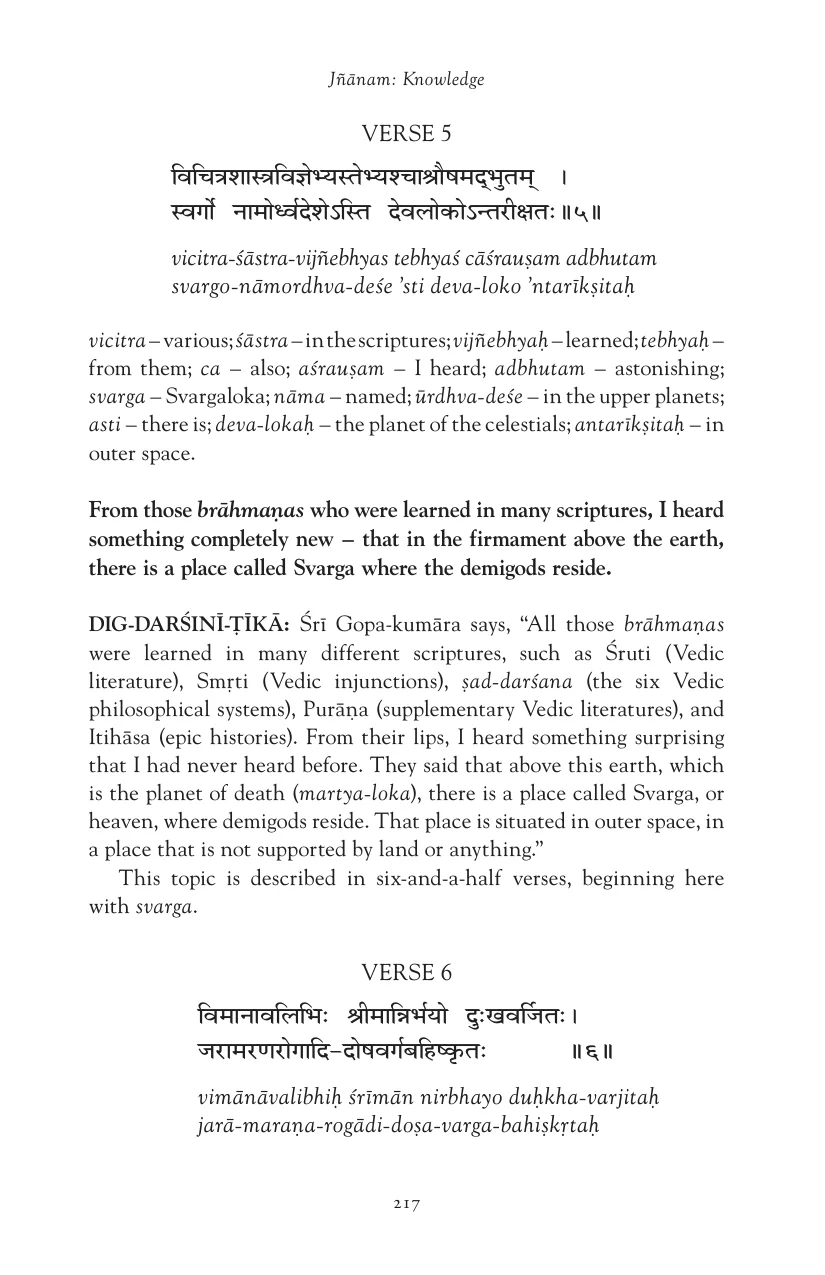 Jñānam: Knowledge
VERSE 5
विचित्रशास्त्रविज्ञेभ्यस्तेभ्यश्चाश्रौषमद्भुतम् ।
स्वर्गो नामोर्ध्वदेशेऽस्ति देवलोकोऽन्तरीक्षतः॥५॥
vicitra-śāstra-vijñebhyas tebhyaś cāśrauṣam adbhutam
svargo-nāmordhva-deśe ’sti deva-loko ’ntarīkṣitaḥ
vicitra – various; śāstra – in the scriptures; vijñebhyaḥ – learned; tebhyaḥ –
from them; ca – also; aśrauṣam – I heard; adbhutam – astonishing;
svarga – Svargaloka; nāma – named; ūrdhva-deśe – in the upper planets;
asti – there is; deva-lokaḥ – the planet of the celestials; antarīkṣitaḥ – in
outer space.
From those brāhmaṇas who were learned in many scriptures, I heard
something completely new – that in the firmament above the earth,
there is a place called Svarga where the demigods reside.
DIG-DARŚINĪ-ṬĪKĀ: Śrī Gopa-kumāra says, “All those brāhmaṇas
were learned in many different scriptures, such as Śruti (Vedic
literature), Smṛti (Vedic injunctions), ṣad-darśana (the six Vedic
philosophical systems), Purāṇa (supplementary Vedic literatures), and
Itihāsa (epic histories). From their lips, I heard something surprising
that I had never heard before. They said that above this earth, which
is the planet of death (martya-loka), there is a place called Svarga, or
heaven, where demigods reside. That place is situated in outer space, in
a place that is not supported by land or anything.”
This topic is described in six-and-a-half verses, beginning here
with svarga.
VERSE 6
विमानावलिभिः श्रीमान्निर्भयो दुःखवर्जितः।
जरामरणरोगादि-दोषवर्गबहिष्कृतः ॥६॥
vimānāvalibhiḥ śrīmān nirbhayo duḥkha-varjitaḥ
jarā-maraṇa-rogādi-doṣa-varga-bahiṣkṛtaḥ
217